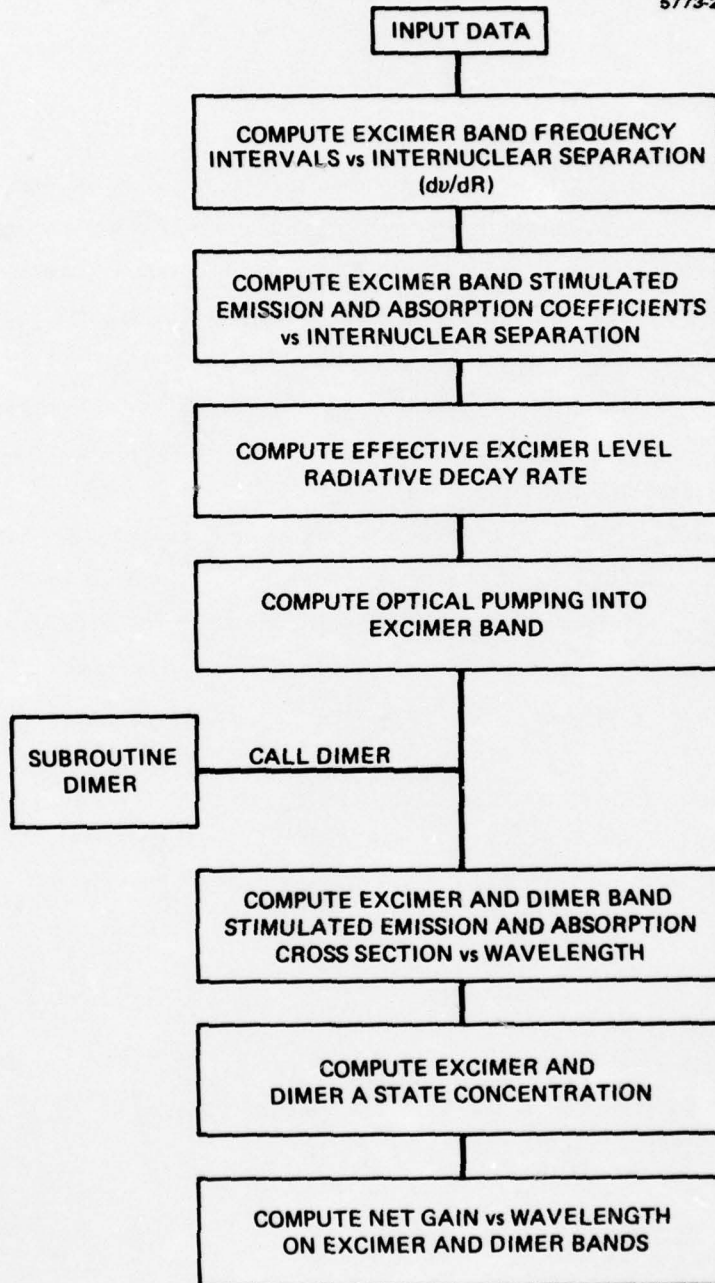 5773-2
INPUT DATA
COMPUTE EXCIMER BAND FREQUENCY
INTERVALS vs INTERNUCLEAR SEPARATION
(dν/dR)
COMPUTE EXCIMER BAND STIMULATED
EMISSION AND ABSORPTION COEFFICIENTS
vs INTERNUCLEAR SEPARATION
COMPUTE EFFECTIVE EXCIMER LEVEL
RADIATIVE DECAY RATE
COMPUTE OPTICAL PUMPING INTO
EXCIMER BAND
SUBROUTINE
DIMER
CALL DIMER
COMPUTE EXCIMER AND DIMER BAND
STIMULATED EMISSION AND ABSORPTION
CROSS SECTION vs WAVELENGTH
COMPUTE EXCIMER AND
DIMER A STATE CONCENTRATION
COMPUTE NET GAIN vs WAVELENGTH
ON EXCIMER AND DIMER BANDS